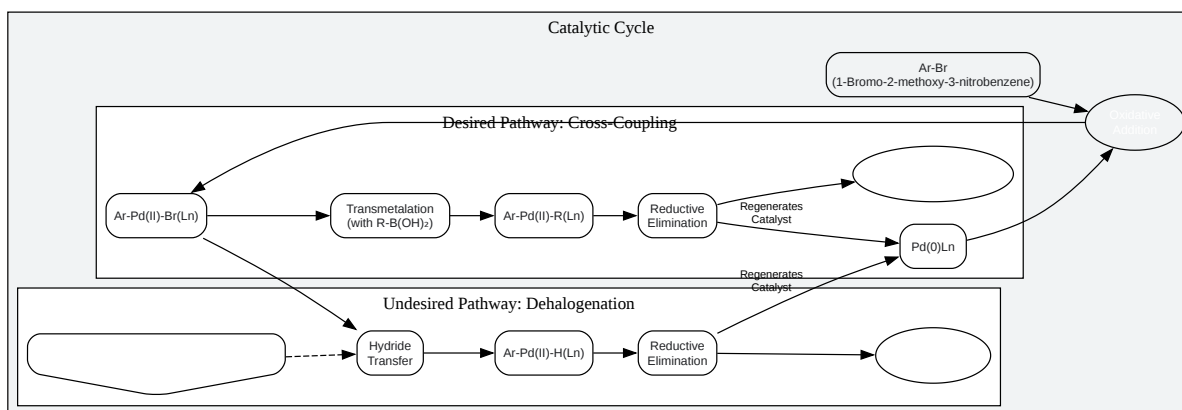 Catalytic Cycle
Ar-Br
(1-Bromo-2-methoxy-3-nitrobenzene)
Oxidative
Addition
Desired Pathway: Cross-Coupling
Ar-Pd(II)-Br(Ln)
Transmetalation
(with R-B(OH)₂)
Ar-Pd(II)-R(Ln)
Reductive
Elimination
Regenerates
Catalyst
Pd(0)Ln
Regenerates
Catalyst
Undesired Pathway: Dehalogenation
Hydride
Transfer
Ar-Pd(II)-H(Ln)
Reductive
Elimination